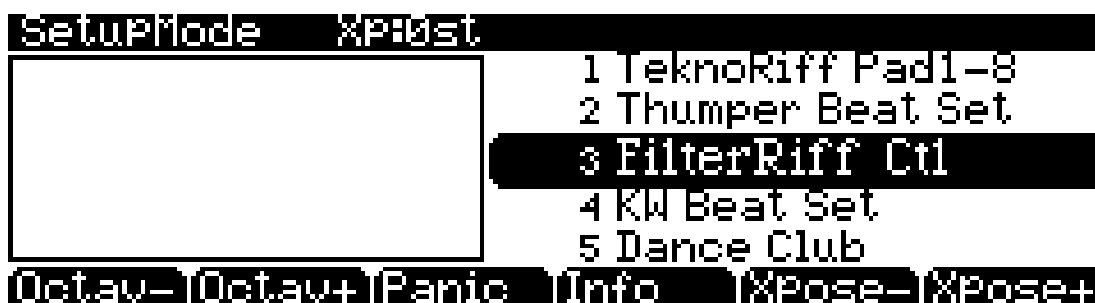 SetupMode Xp:0st
1 TeknoRiff Pad1-8
2 Thumper Beat Set
3 FilterRiff Ctl
4 KW Beat Set
5 Dance Club
Octav- Octav+ Panic Info Xpose- Xpose+